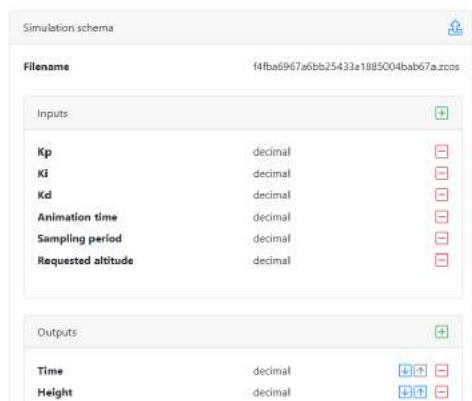 Simulation schema
Filename f4fba6967a6bb25433a1885004bab67a.zcos
Inputs
Kp decimal
Ki decimal
Kd decimal
Animation time decimal
Sampling period decimal
Requested altitude decimal
Outputs
Time decimal
Height decimal